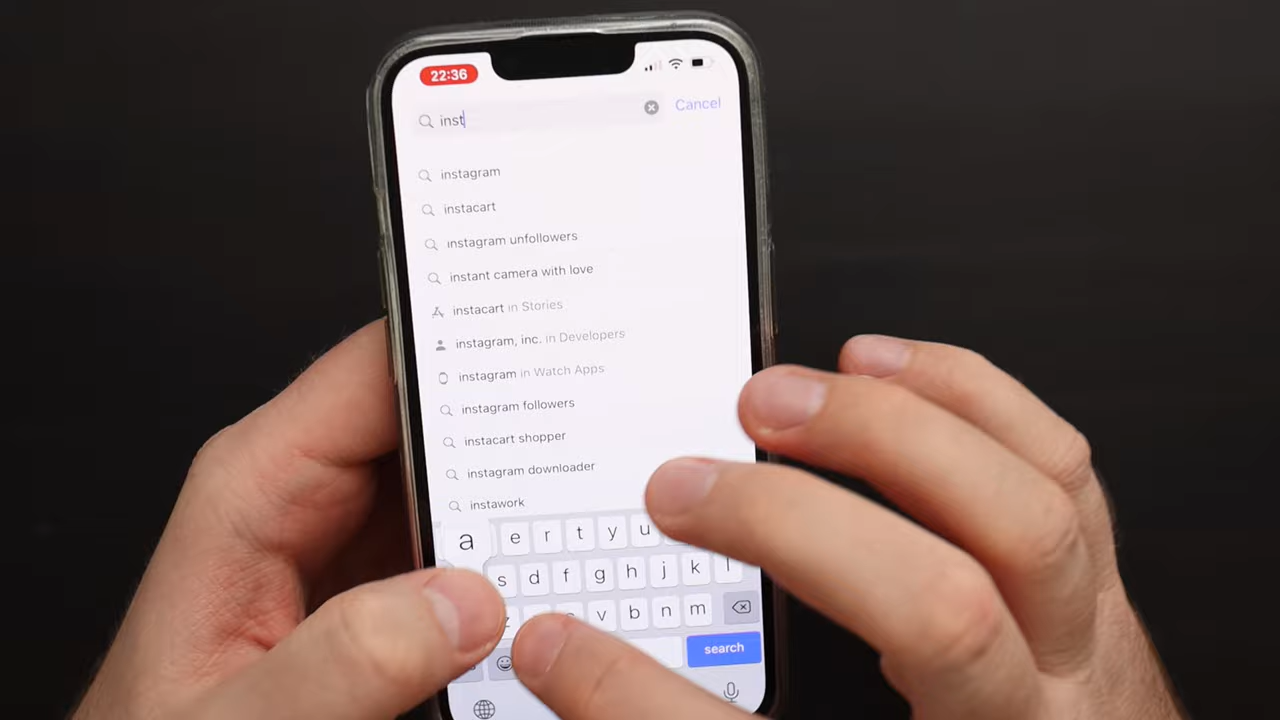 22:36
inst
Cancel
instagram
instacart
instagram unfollowers
instant camera with love
instacart in Stories
instagram, inc. in Developers
instagram in Watch Apps
instagram followers
instacart shopper
instagram downloader
instawork
a e r t y u
s d f g h j k l
v b n m
search